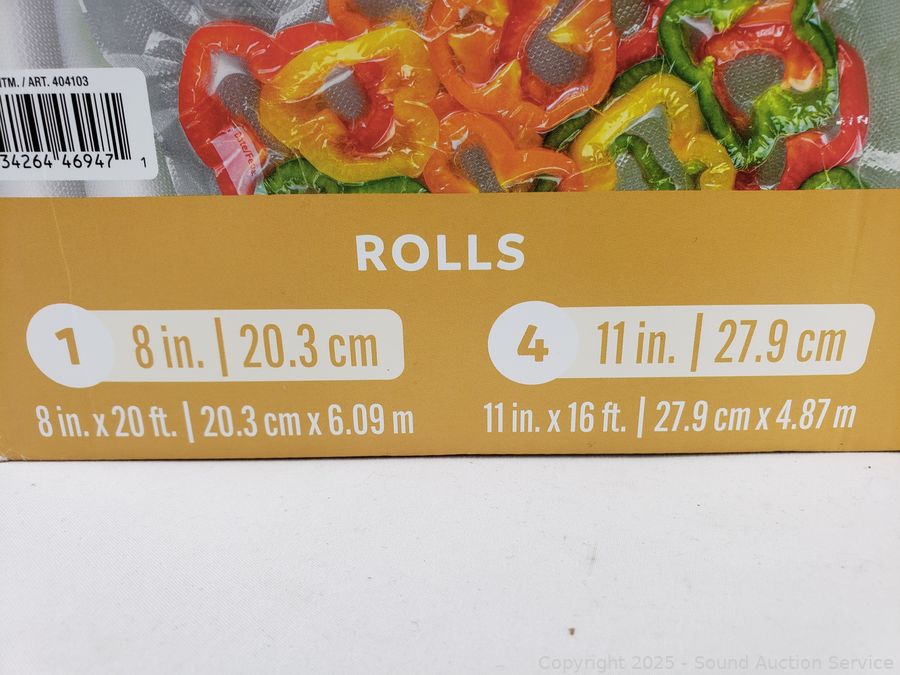 ITM. / ART. 404103
34264 46947 1
ROLLS
1 8 in. | 20.3 cm
8 in. x 20 ft. | 20.3 cm x 6.09 m
4 11 in. | 27.9 cm
11 in. x 16 ft. | 27.9 cm x 4.87 m
Copyright 2025 - Sound Auction Service